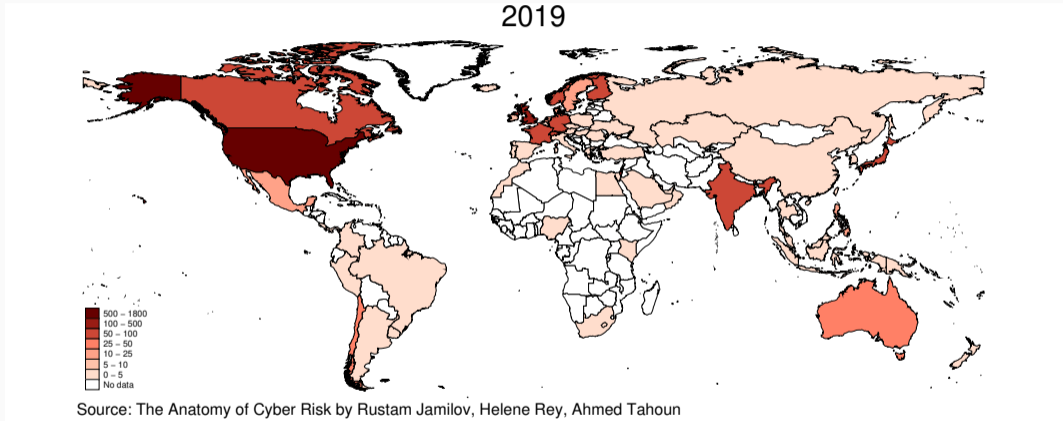 2019
500 – 1800
100 – 500
50 – 100
25 – 50
10 – 25
5 – 10
0 – 5
No data
Source: The Anatomy of Cyber Risk by Rustam Jamilov, Helene Rey, Ahmed Tahoun